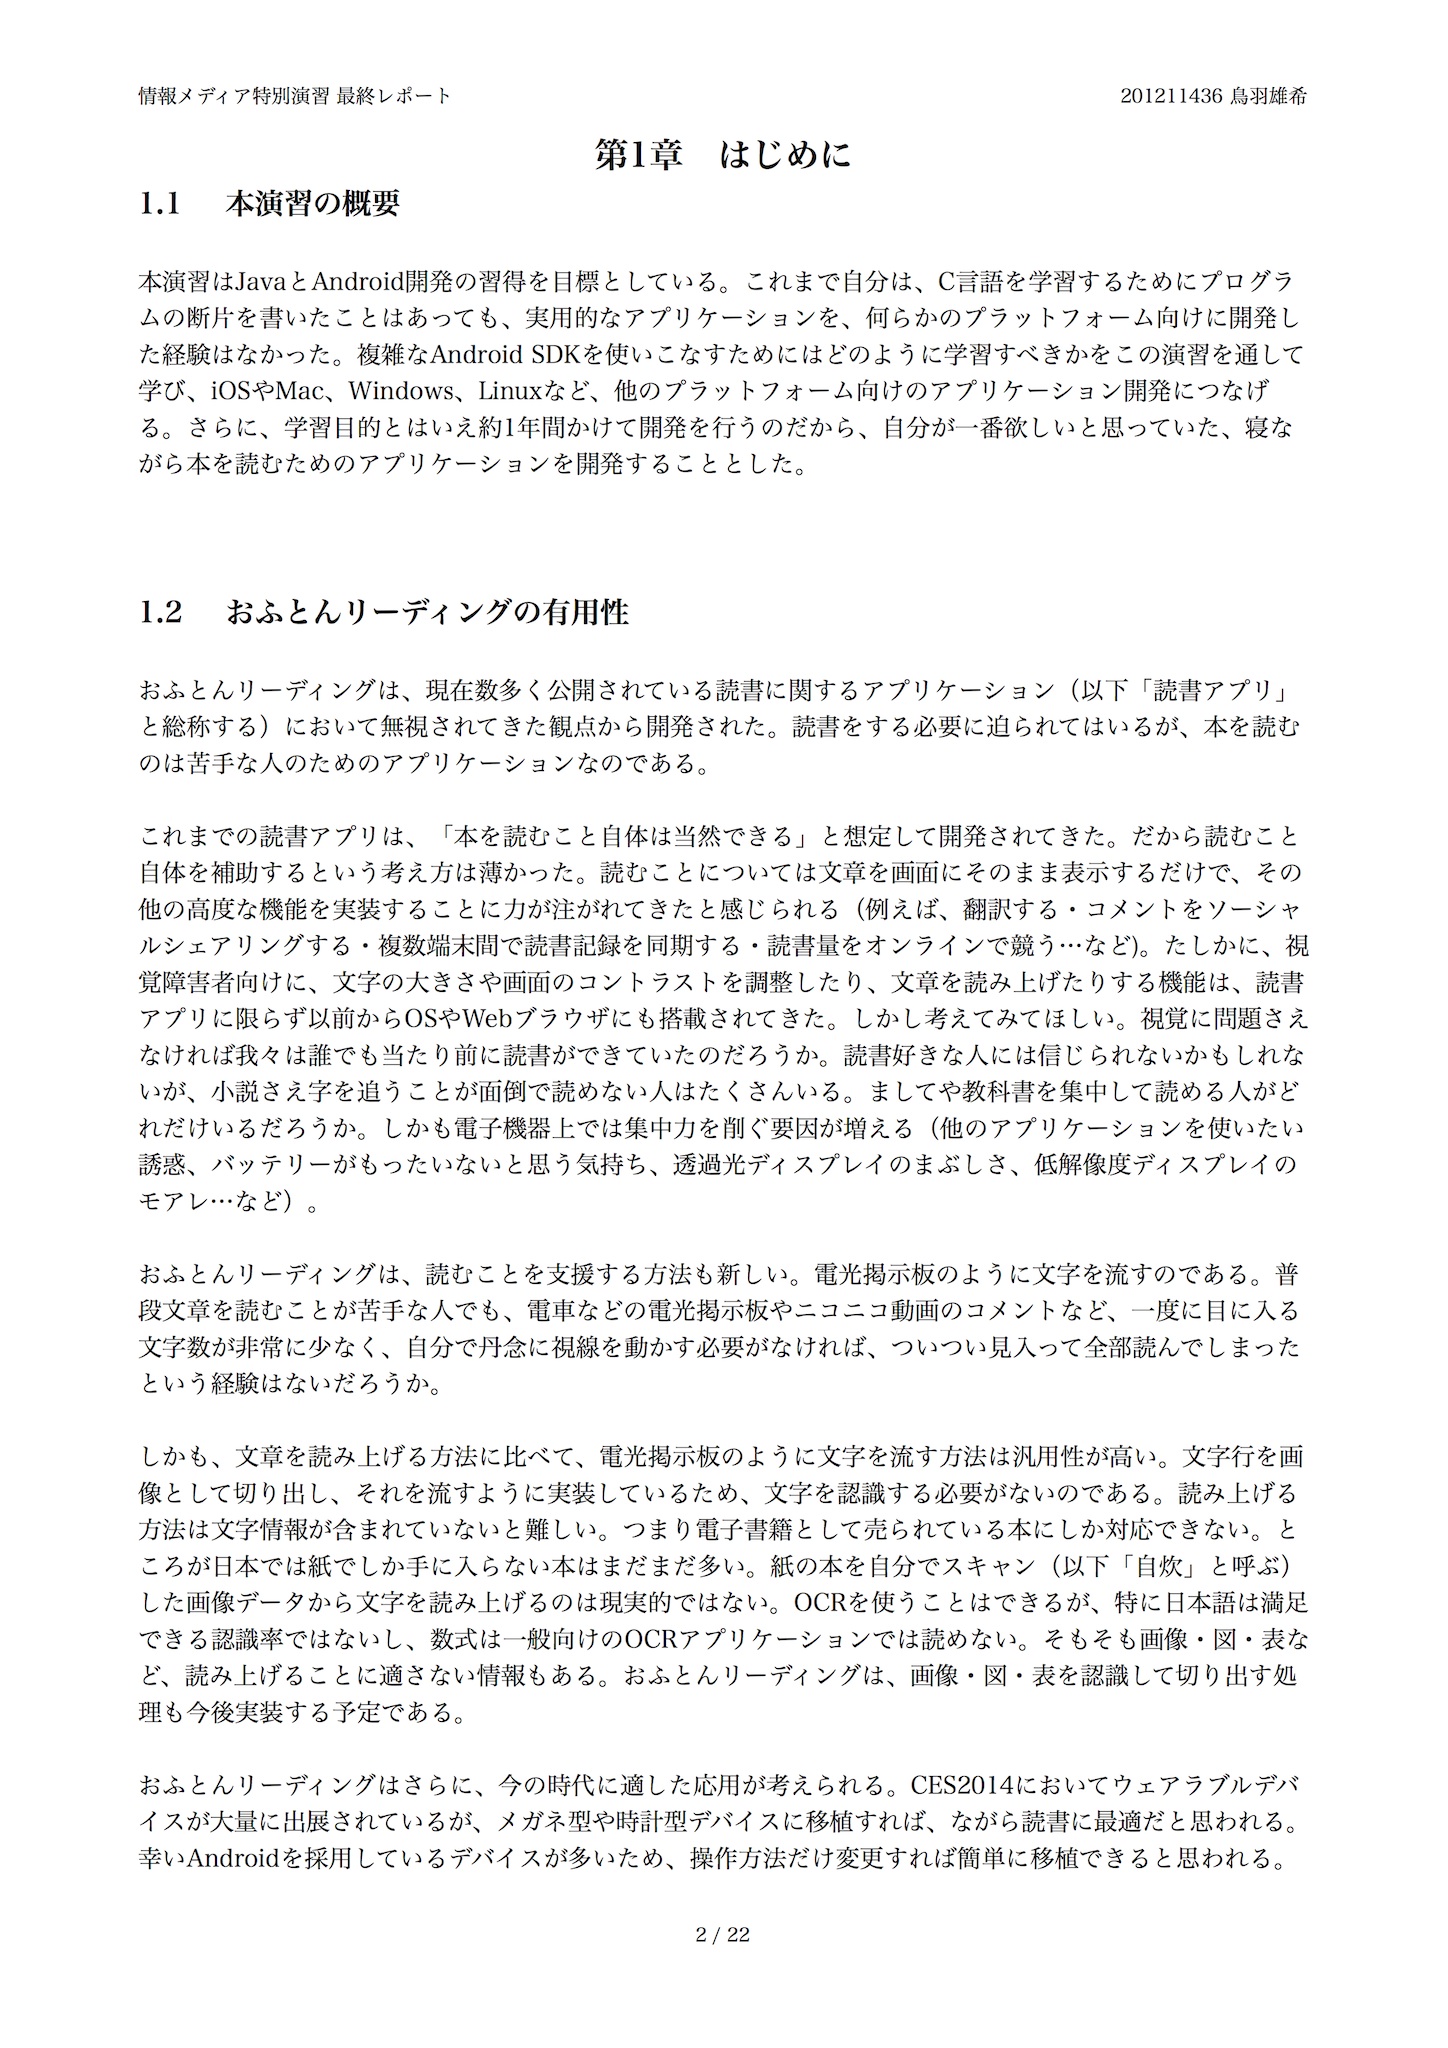 情報メディア特別演習 最終レポート
201211436 鳥羽雄希
第1章　はじめに
1.1　本演習の概要
本演習はJavaとAndroid開発の習得を目標としている。これまで自分は、C言語を学習するためにプログラ
ムの断片を書いたことはあっても、実用的なアプリケーションを、何らかのプラットフォーム向けに開発し
た経験はなかった。複雑なAndroid SDKを使いこなすためにはどのように学習すべきかをこの演習を通して
学び、iOSやMac、Windows、Linuxなど、他のプラットフォーム向けのアプリケーション開発につなげ
る。さらに、学習目的とはいえ約1年間かけて開発を行うのだから、自分が一番欲しいと思っていた、寝な
がら本を読むためのアプリケーションを開発することとした。
1.2　おふとんリーディングの有用性
おふとんリーディングは、現在数多く公開されている読書に関するアプリケーション（以下「読書アプリ」
と総称する）において無視されてきた観点から開発された。読書をする必要に迫られてはいるが、本を読む
のは苦手な人のためのアプリケーションなのである。
これまでの読書アプリは、「本を読むこと自体は当然できる」と想定して開発されてきた。だから読むこと
自体を補助するという考え方は薄かった。読むことについては文章を画面にそのまま表示するだけで、その
他の高度な機能を実装することに力が注がれてきたと感じられる（例えば、翻訳する・コメントをソーシャ
ルシェアリングする・複数端末間で読書記録を同期する・読書量をオンラインで競う…など)。たしかに、視
覚障害者向けに、文字の大きさや画面のコントラストを調整したり、文章を読み上げたりする機能は、読書
アプリに限らず以前からOSやWebブラウザにも搭載されてきた。しかし考えてみてほしい。視覚に問題さえ
なければ我々は誰でも当たり前に読書ができていたのだろうか。読書好きな人には信じられないかもしれな
いが、小説さえ字を追うことが面倒で読めない人はたくさんいる。ましてや教科書を集中して読める人がど
れだけいるだろうか。しかも電子機器上では集中力を削ぐ要因が増える（他のアプリケーションを使いたい
誘惑、バッテリーがもったいないと思う気持ち、透過光ディスプレイのまぶしさ、低解像度ディスプレイの
モアレ…など）。
おふとんリーディングは、読むことを支援する方法も新しい。電光掲示板のように文字を流すのである。普
段文章を読むことが苦手な人でも、電車などの電光掲示板やニコニコ動画のコメントなど、一度に目に入る
文字数が非常に少なく、自分で丹念に視線を動かす必要がなければ、ついつい見入って全部読んでしまった
という経験はないだろうか。
しかも、文章を読み上げる方法に比べて、電光掲示板のように文字を流す方法は汎用性が高い。文字行を画
像として切り出し、それを流すように実装しているため、文字を認識する必要がないのである。読み上げる
方法は文字情報が含まれていないと難しい。つまり電子書籍として売られている本にしか対応できない。と
ころが日本では紙でしか手に入らない本はまだまだ多い。紙の本を自分でスキャン（以下「自炊」と呼ぶ）
した画像データから文字を読み上げるのは現実的ではない。OCRを使うことはできるが、特に日本語は満足
できる認識率ではないし、数式は一般向けのOCRアプリケーションでは読めない。そもそも画像・図・表な
ど、読み上げることに適さない情報もある。おふとんリーディングは、画像・図・表を認識して切り出す処
理も今後実装する予定である。
おふとんリーディングはさらに、今の時代に適した応用が考えられる。CES2014においてウェアラブルデバ
イスが大量に出展されているが、メガネ型や時計型デバイスに移植すれば、ながら読書に最適だと思われる。
幸いAndroidを採用しているデバイスが多いため、操作方法だけ変更すれば簡単に移植できると思われる。
2 / 22